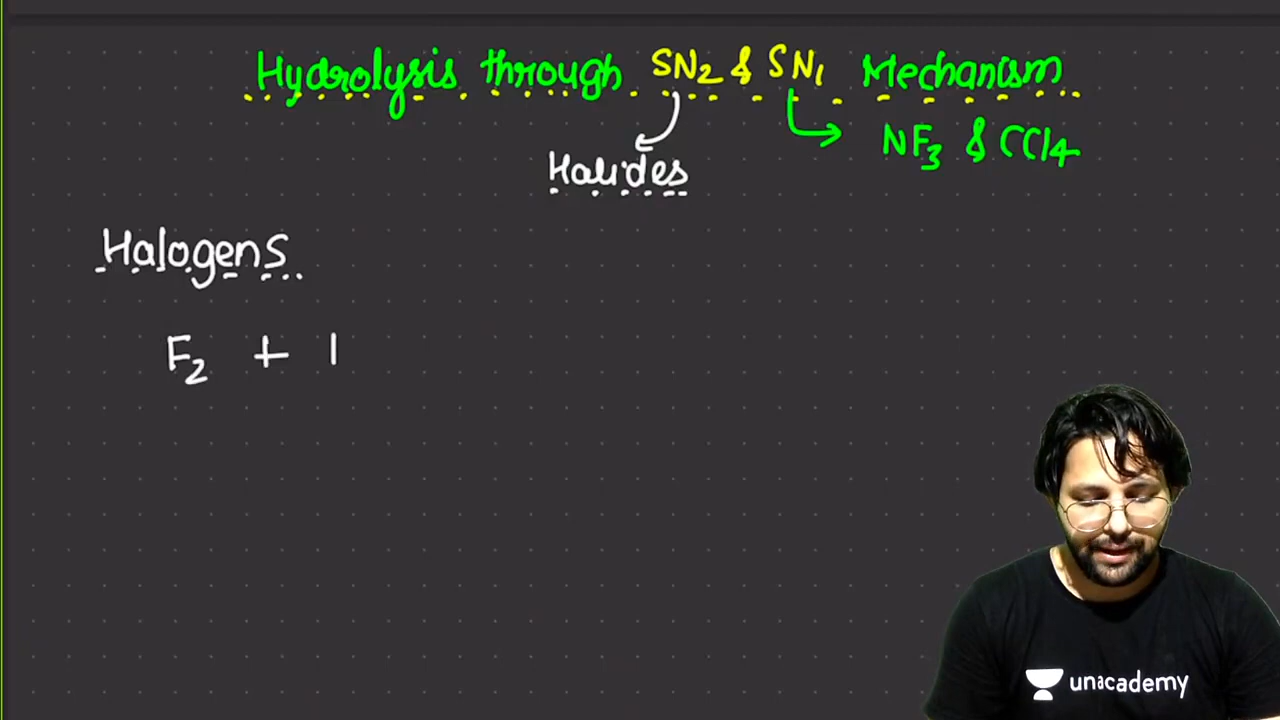 Hydrolysis through SN2 & SN1 Mechanism
Halides
NF3 & CCl4
Halogens
F2 +
unacademy